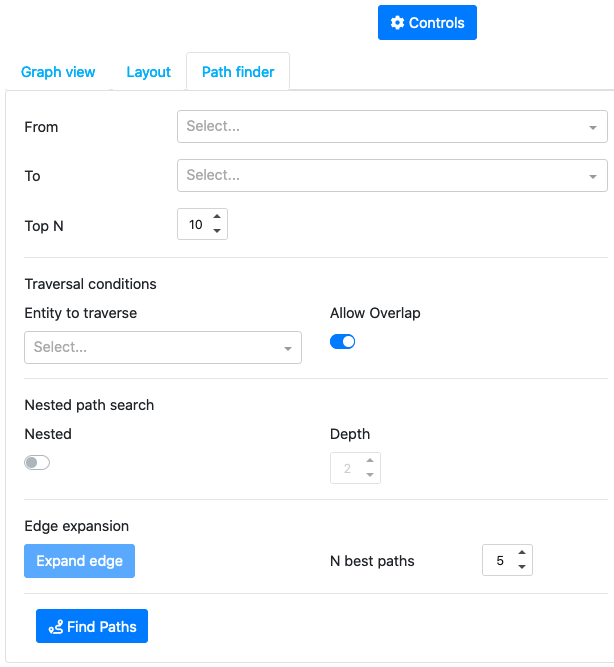 Controls
Graph view Layout Path finder
From Select...
To Select...
Top N 10
Traversal conditions
Entity to traverse Allow Overlap
Select...
Nested path search
Nested Depth
2
Edge expansion
Expand edge N best paths 5
Find Paths